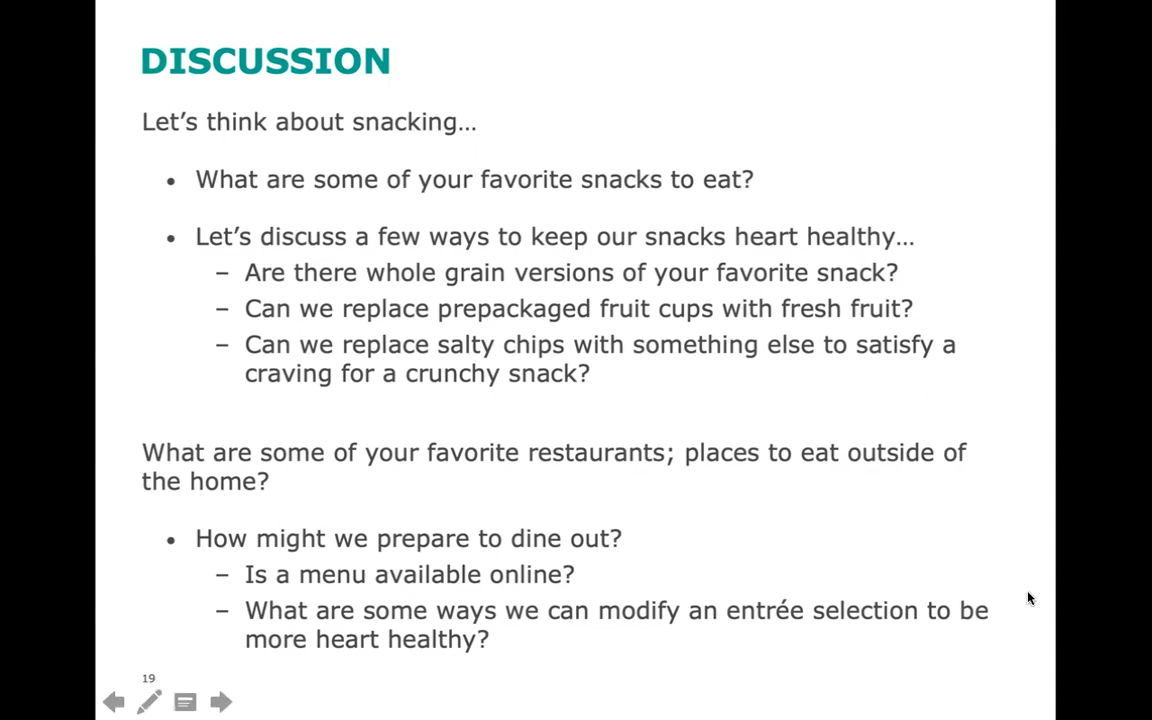 DISCUSSION
Let’s think about snacking…
• What are some of your favorite snacks to eat?
• Let’s discuss a few ways to keep our snacks heart healthy…
– Are there whole grain versions of your favorite snack?
– Can we replace prepackaged fruit cups with fresh fruit?
– Can we replace salty chips with something else to satisfy a
craving for a crunchy snack?
What are some of your favorite restaurants; places to eat outside of
the home?
• How might we prepare to dine out?
– Is a menu available online?
– What are some ways we can modify an entrée selection to be
more heart healthy?
19